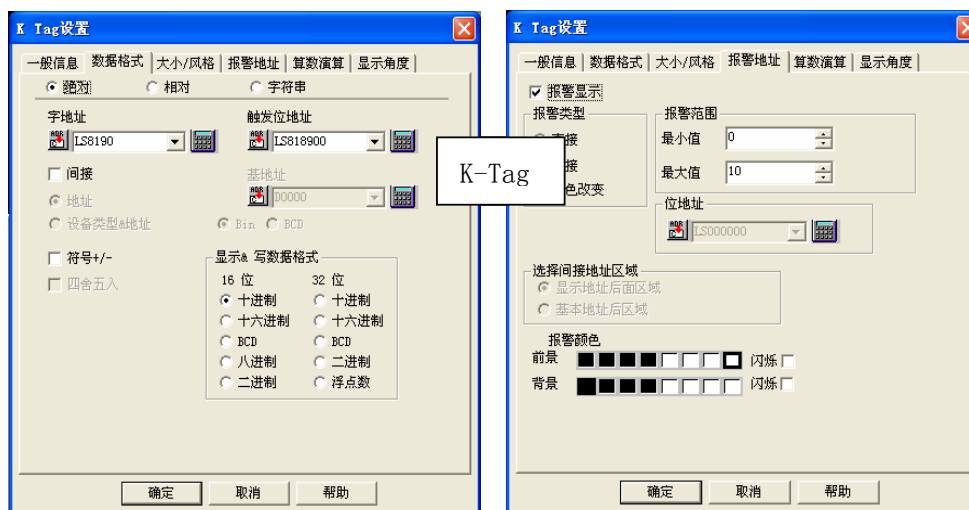 K Tag设置
一般信息 数据格式 大小/风格 报警地址 算数演算 显示角度
绝对 相对 字符串
字地址 触发位地址
LS8190 LS818900
间接 基地址
D0000
地址
设备类型&地址 Bin BCD
符号+/-
四舍五入
显示& 写数据格式
16 位 32 位
十进制 十进制
十六进制 十六进制
BCD BCD
八进制 二进制
二进制 浮点数
确定 取消 帮助
K-Tag
K Tag设置
一般信息 数据格式 大小/风格 报警地址 算数演算 显示角度
报警显示
报警类型 报警范围
接 最小值 0
接 最大值 10
色改变
位地址
LS000000
选择间接地址区域
显示地址后面区域
基本地址后区域
报警颜色
前景 闪烁
背景 闪烁
确定 取消 帮助